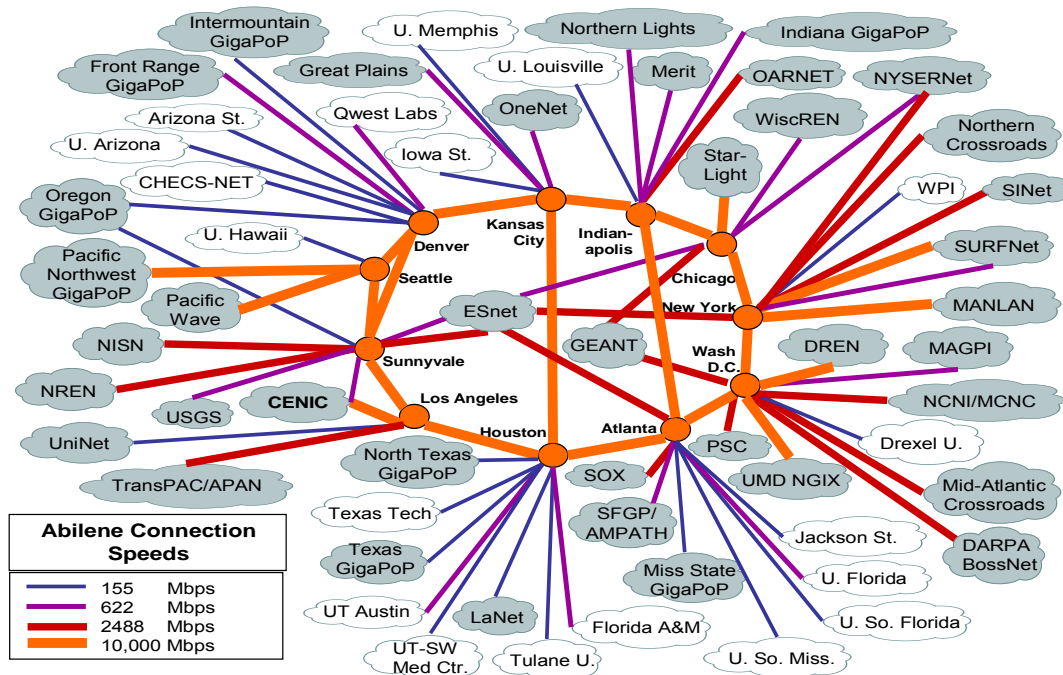 Intermountain
GigaPoP
U. Memphis
Northern Lights
Indiana GigaPoP
Front Range
GigaPoP
Great Plains
U. Louisville
Merit
OARNET
NYSERNet
Qwest Labs
OneNet
WiscREN
Arizona St.
Northern
Crossroads
U. Arizona
Iowa St.
Star-
Light
CHECS-NET
WPI
SINet
Oregon
GigaPoP
U. Hawaii
Denver
Kansas
City
Indian-
apolis
SURFNet
Pacific
Northwest
GigaPoP
Seattle
Chicago
Pacific
Wave
ESnet
New York
MANLAN
NISN
Sunnyvale
GEANT
Wash
D.C.
DREN
MAGPI
NREN
USGS
CENIC
Los Angeles
NCNI/MCNC
UniNet
Houston
Atlanta
PSC
Drexel U.
North Texas
GigaPoP
TransPAC/APAN
SOX
UMD NGIX
Mid-Atlantic
Crossroads
Texas Tech
SFGP/
AMPATH
Jackson St.
DARPA
BossNet
Texas
GigaPoP
Miss State
GigaPoP
U. Florida
UT Austin
LaNet
Florida A&M
U. So. Florida
UT-SW
Med Ctr.
Tulane U.
U. So. Miss.
Abilene Connection
Speeds
155 Mbps
622 Mbps
2488 Mbps
10,000 Mbps